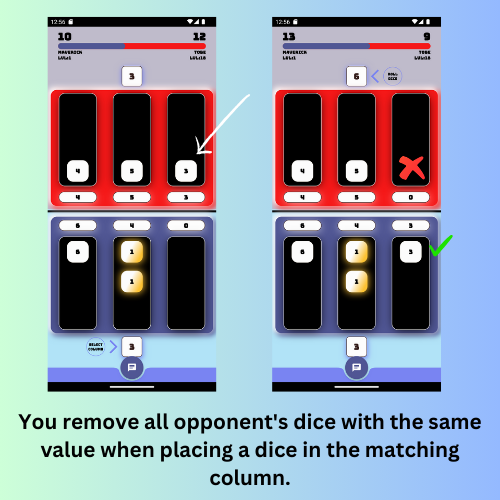 12:56
10 12
MAVERICK TOBE
LVL:1 LVL:10
3
4 5 3
4 5 3
6 4 0
6 1
1
SELECT COLUMN 3
12:56
13 9
MAVERICK TOBE
LVL:1 LVL:10
6 ROLL DICE
4 5
4 5 0
6 4 3
6 1 3
1
3
You remove all opponent's dice with the same
value when placing a dice in the matching
column.